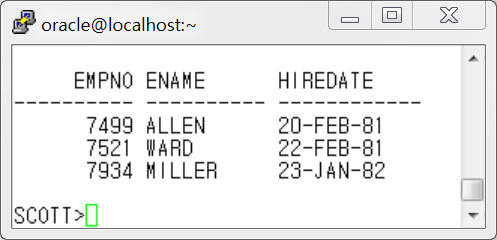 oracle@localhost:~
EMPNO ENAME HIREDATE
---------- ---------- ------------
7499 ALLEN 20-FEB-81
7521 WARD 22-FEB-81
7934 MILLER 23-JAN-82
SCOTT>